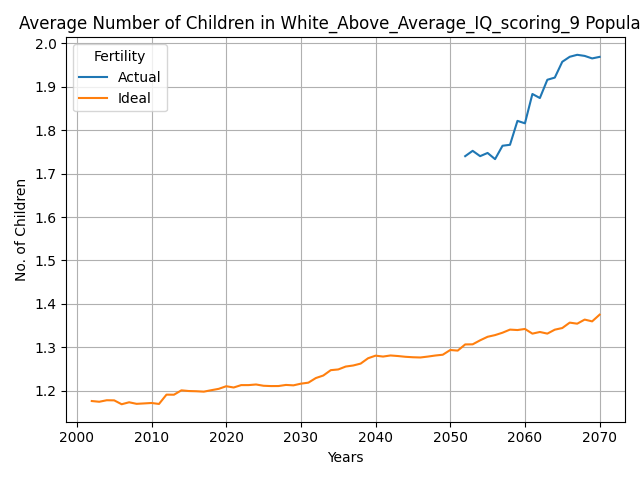 Average Number of Children in White_Above_Average_IQ_scoring_9 Popula
Fertility
Actual
Ideal
2.0
1.9
1.8
1.7
1.6
1.5
1.4
1.3
1.2
No. of Children
2000 2010 2020 2030 2040 2050 2060 2070
Years